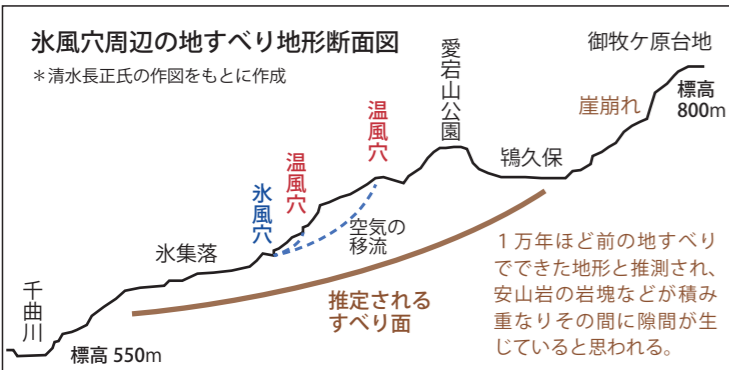 氷風穴周辺の地すべり地形断面図
＊清水長正氏の作図をもとに作成
御牧ケ原台地
標高
800m
崖崩れ
愛宕山公園
鴇久保
温風穴
温風穴
氷風穴
空気の
移流
氷集落
千曲川
標高 550m
推定される
すべり面
１万年ほど前の地すべり
でできた地形と推測され、
安山岩の岩塊などが積み
重なりその間に隙間が生
じていると思われる。